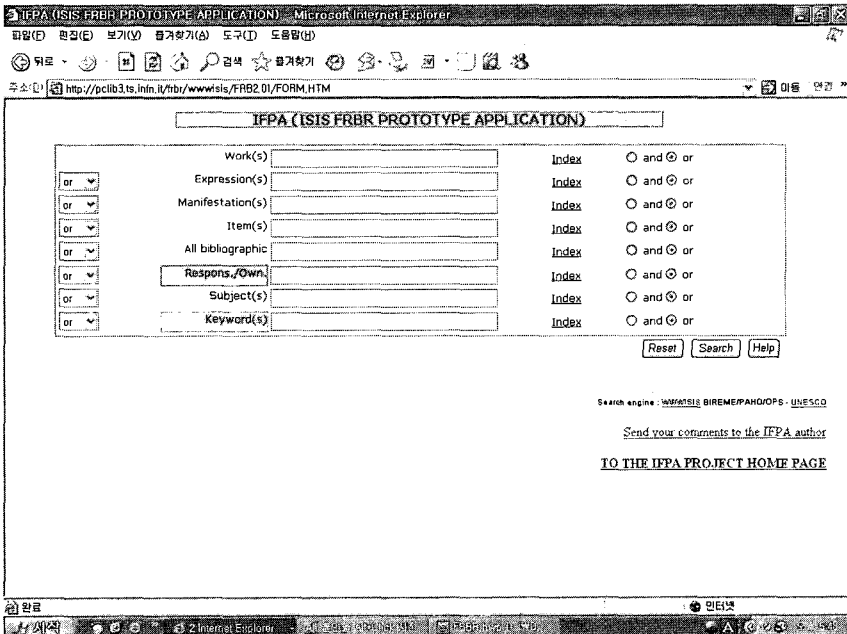 IFPA (ISIS FRBR PROTOTYPE APPLICATION) - Microsoft Internet Explorer
파일(F) 편집(E) 보기(V) 즐겨찾기(A) 도구(T) 도움말(H)
뒤로 검색 즐겨찾기
주소(D) http://pclib3.ts.infn.it/frbr/wwwisis/FRB2.01/FORM.HTM 이동 연결 »
IFPA (ISIS FRBR PROTOTYPE APPLICATION)
Work(s) Index and or
or Expression(s) Index and or
or Manifestation(s) Index and or
or Item(s) Index and or
or All bibliographic Index and or
or Respons./Own. Index and or
or Subject(s) Index and or
or Keyword(s) Index and or
Reset Search Help
Search engine : WWWISIS BIREME/PAHO/OPS - UNESCO
Send your comments to the IFPA author
TO THE IFPA PROJECT HOME PAGE
완료 인터넷
시작 2 Internet Explorer